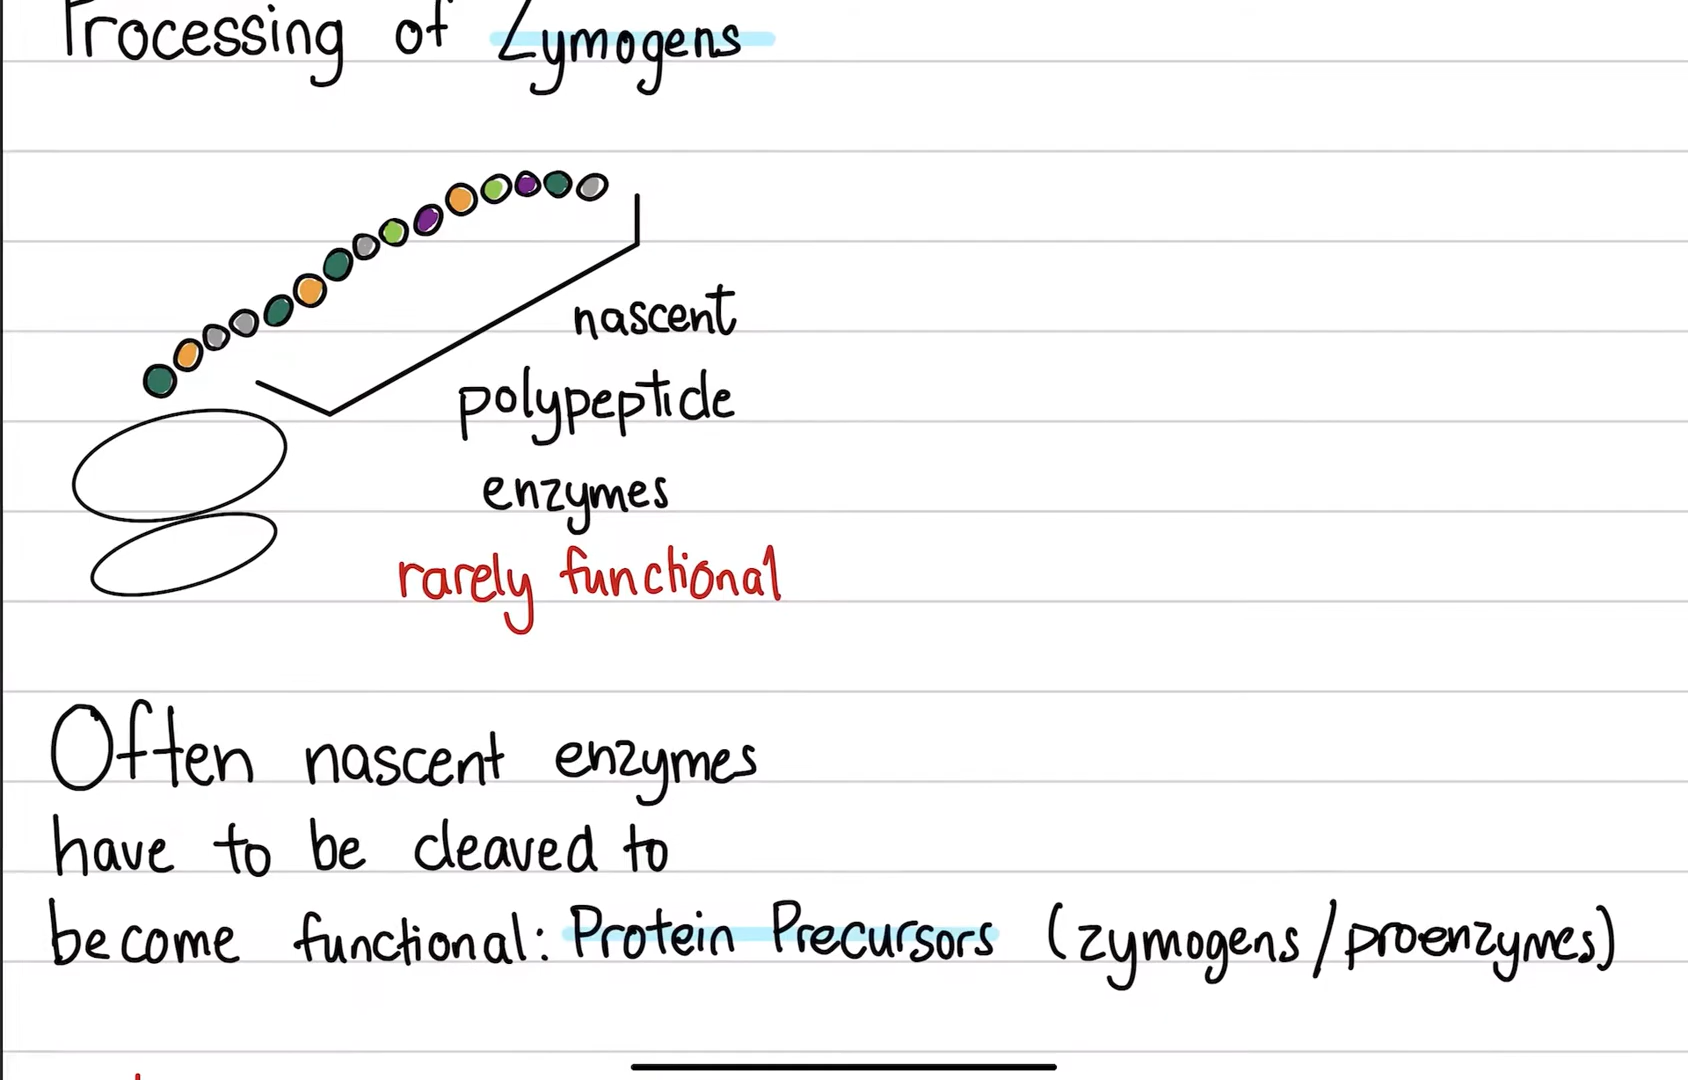 Processing of Zymogens
nascent
polypeptide
enzymes
rarely functional
Often nascent enzymes
have to be cleaved to
become functional: Protein Precursors (zymogens/proenzymes)